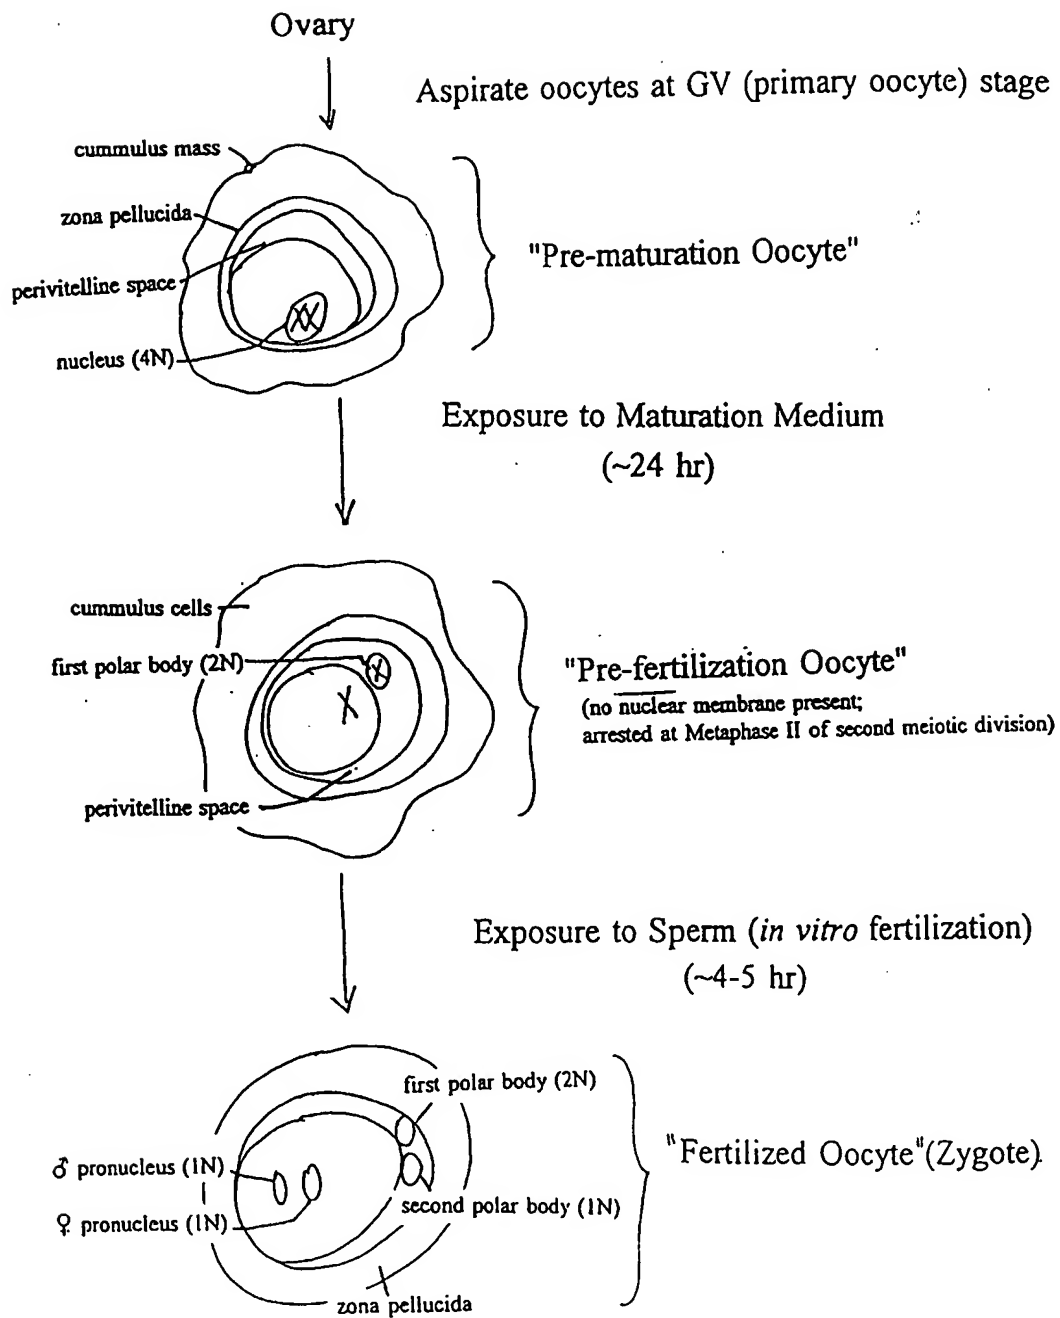 Ovary
Aspirate oocytes at GV (primary oocyte) stage
cummulus mass
zona pellucida
perivitelline space
nucleus (4N)
"Pre-maturation Oocyte"
Exposure to Maturation Medium
(~24 hr)
cummulus cells
first polar body (2N)
perivitelline space
"Pre-fertilization Oocyte"
(no nuclear membrane present;
arrested at Metaphase II of second meiotic division)
Exposure to Sperm (in vitro fertilization)
(~4-5 hr)
first polar body (2N)
♂ pronucleus (1N)
♀ pronucleus (1N)
second polar body (1N)
zona pellucida
"Fertilized Oocyte"(Zygote)